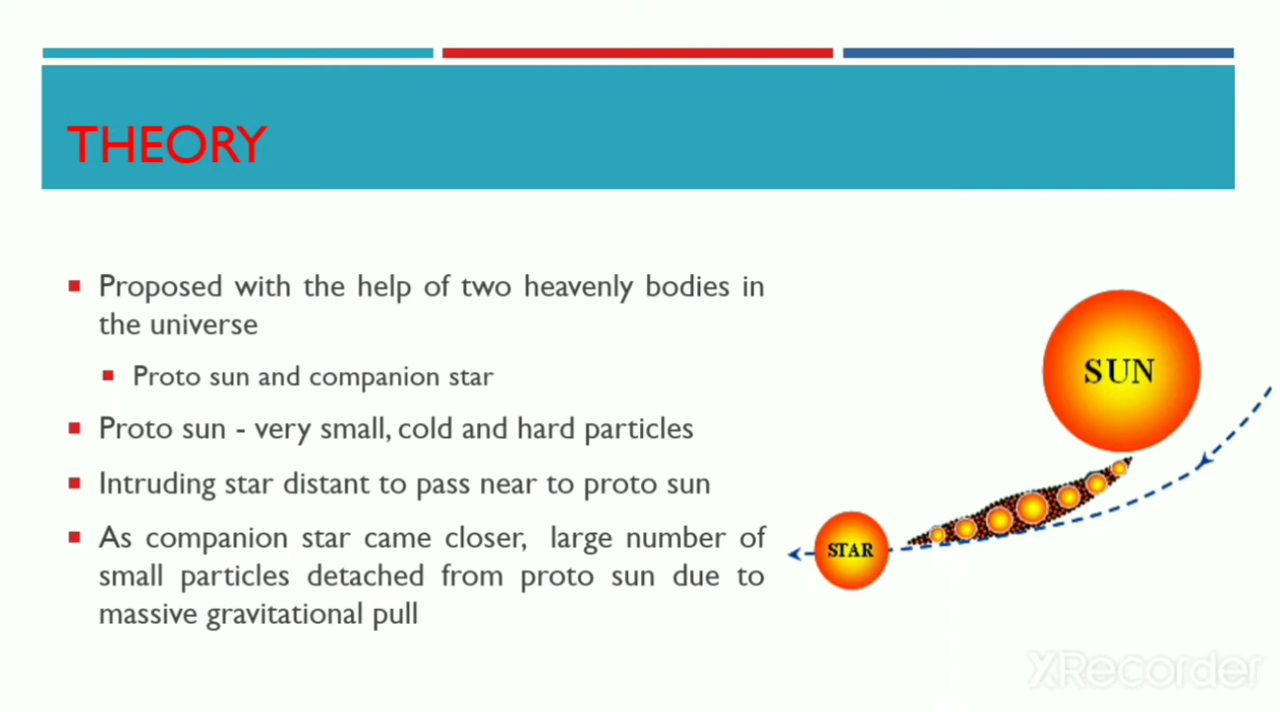 THEORY
Proposed with the help of two heavenly bodies in
the universe
Proto sun and companion star
Proto sun - very small, cold and hard particles
Intruding star distant to pass near to proto sun
As companion star came closer, large number of
small particles detached from proto sun due to
massive gravitational pull
SUN
STAR
XRecorder